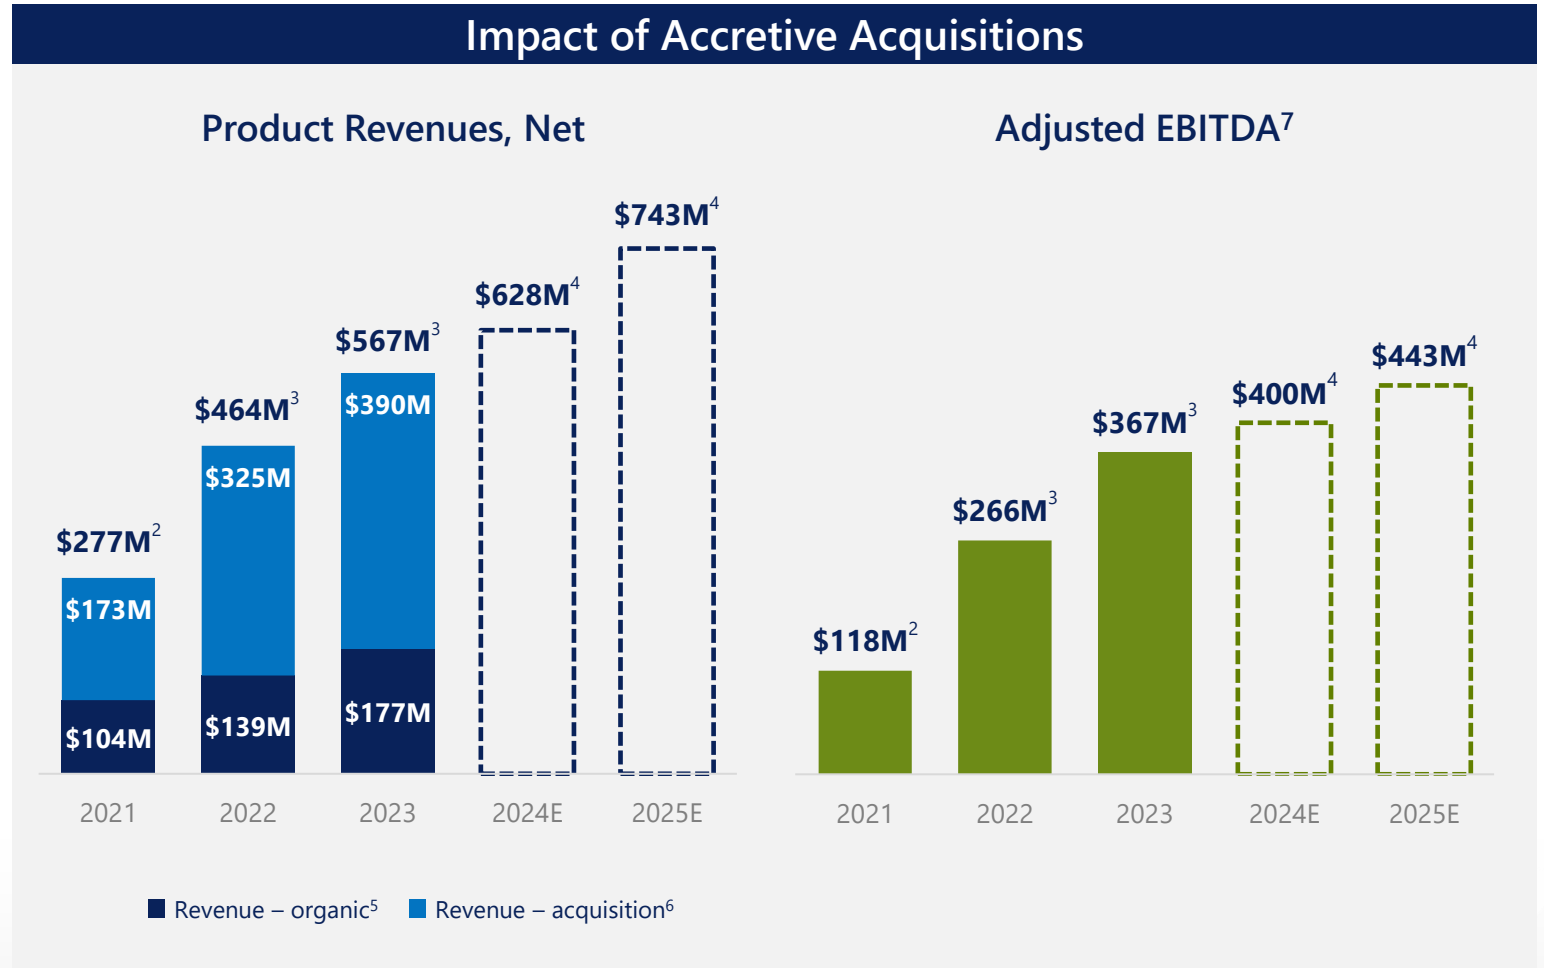 Impact of Accretive Acquisitions
Product Revenues, Net
$743M4
$628M4
$567M3
$464M3
$390M
$325M
$277M2
$173M
$177M
$139M
$104M
2021 2022 2023 2024E 2025E
Revenue – organic5 Revenue – acquisition6
Adjusted EBITDA7
$443M4
$400M4
$367M3
$266M3
$118M2
2021 2022 2023 2024E 2025E